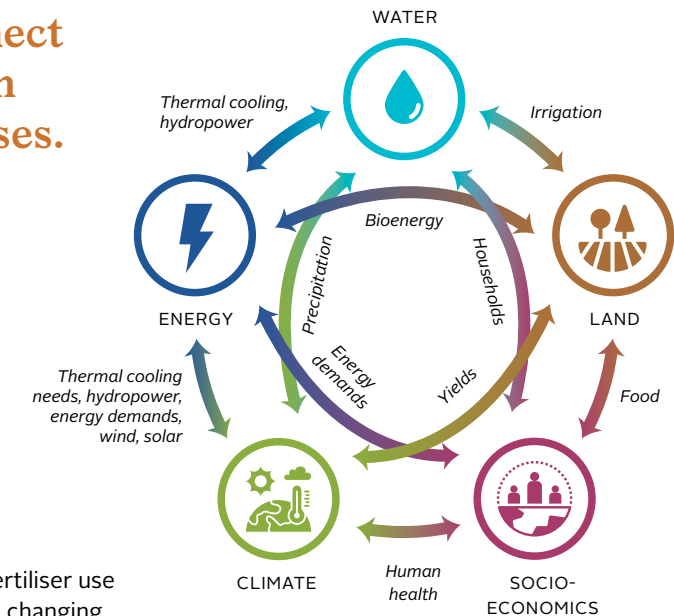 nect
n
ses.
WATER
Thermal cooling,
hydropower
Irrigation
Bioenergy
Precipitation
Households
ENERGY
LAND
Energy
demands
Yields
Thermal cooling
needs, hydropower,
energy demands,
wind, solar
Food
CLIMATE
Human
health
SOCIO-
ECONOMICS
ertiliser use
changing